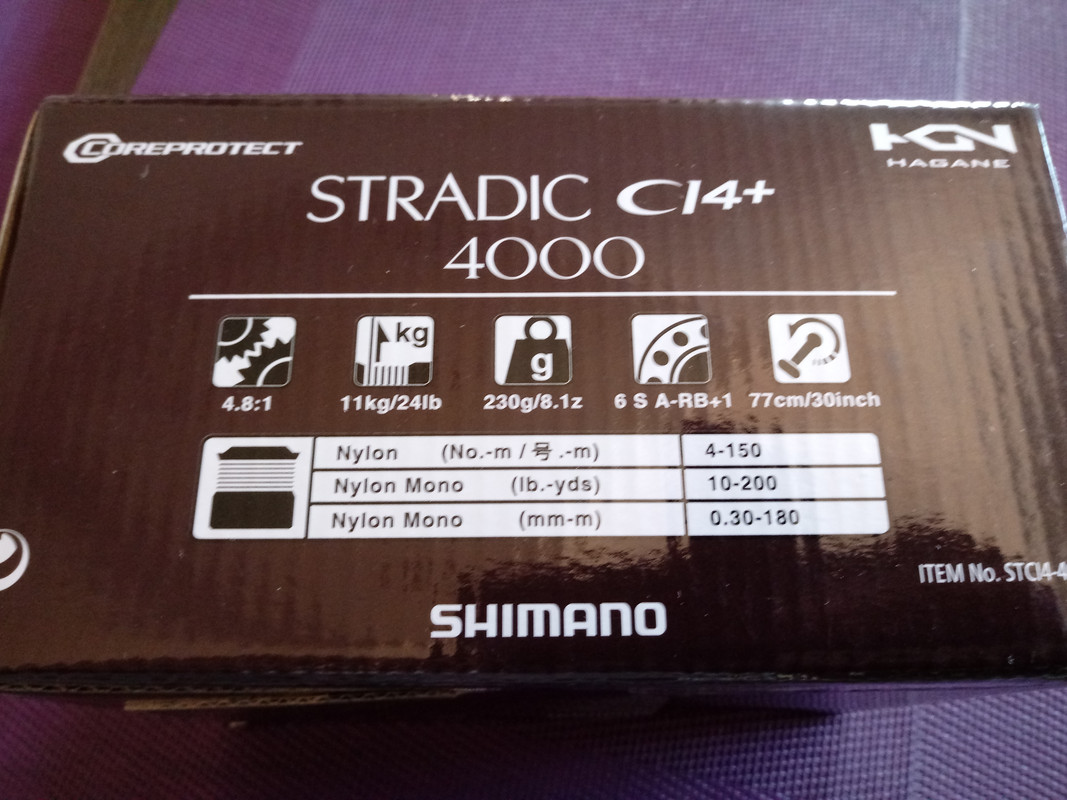 COREPROTECT
HGN
HAGANE
STRADIC CI4+
4000
kg
g
4.8:1 11kg/24lb 230g/8.1z 6 S A-RB+1 77cm/30inch
Nylon (No.-m / 号.-m) 4-150
Nylon Mono (lb.-yds) 10-200
Nylon Mono (mm-m) 0.30-180
ITEM No. STCI4-4
SHIMANO